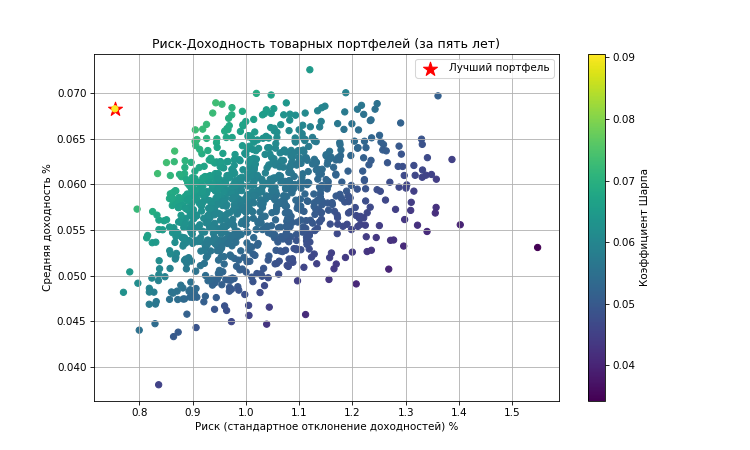 Риск-Доходность товарных портфелей (за пять лет)
Лучший портфель
Средняя доходность %
0.070
0.065
0.060
0.055
0.050
0.045
0.040
0.8 0.9 1.0 1.1 1.2 1.3 1.4 1.5
Риск (стандартное отклонение доходностей) %
0.09
0.08
0.07
0.06
0.05
0.04
Коэффициент Шарпа